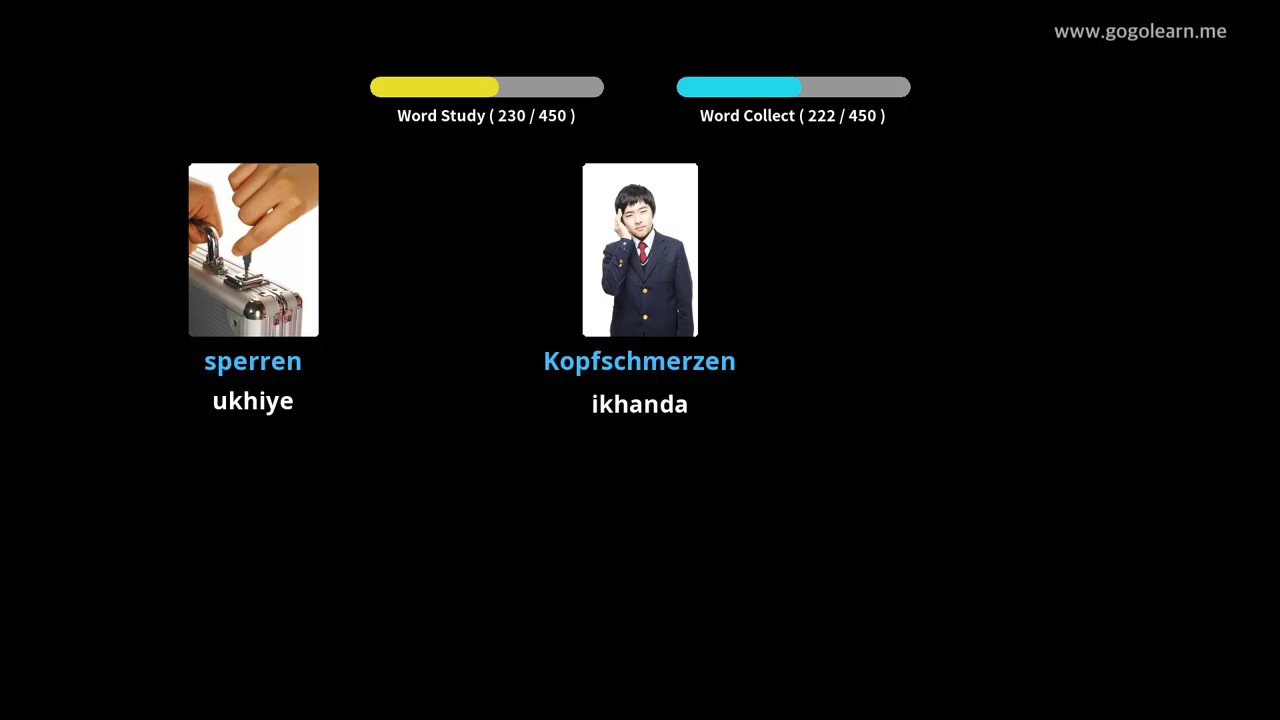 www.gogolearn.me
Word Study ( 230 / 450 )
Word Collect ( 222 / 450 )
sperren
ukhiye
Kopfschmerzen
ikhanda